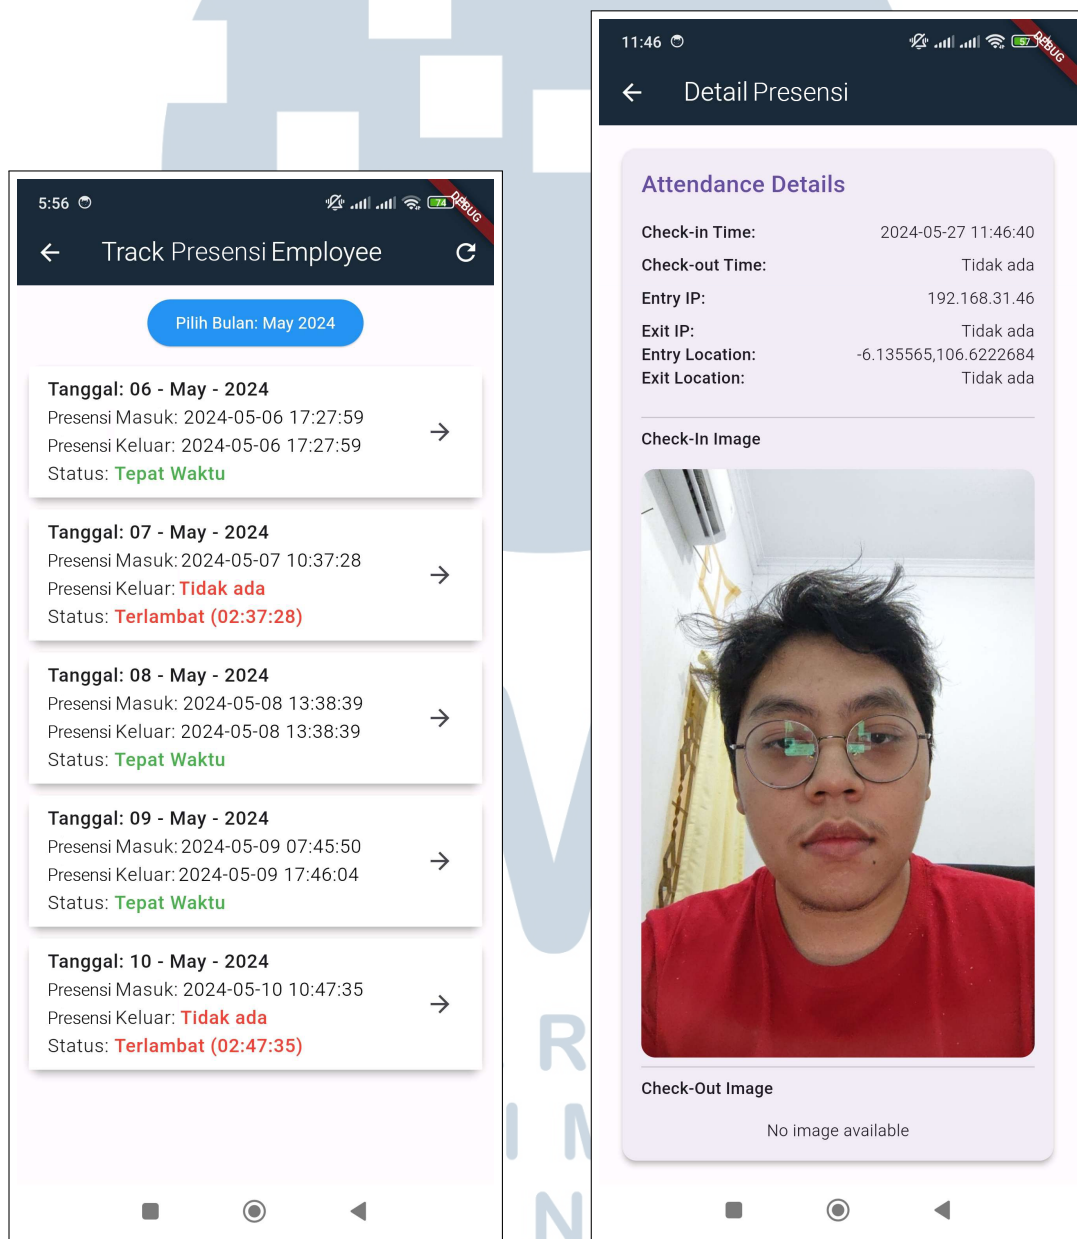 5:56
74
DEBUG
Track Presensi Employee
Pilih Bulan: May 2024
Tanggal: 06 - May - 2024
Presensi Masuk: 2024-05-06 17:27:59
Presensi Keluar: 2024-05-06 17:27:59
Status: Tepat Waktu
Tanggal: 07 - May - 2024
Presensi Masuk: 2024-05-07 10:37:28
Presensi Keluar: Tidak ada
Status: Terlambat (02:37:28)
Tanggal: 08 - May - 2024
Presensi Masuk: 2024-05-08 13:38:39
Presensi Keluar: 2024-05-08 13:38:39
Status: Tepat Waktu
Tanggal: 09 - May - 2024
Presensi Masuk: 2024-05-09 07:45:50
Presensi Keluar: 2024-05-09 17:46:04
Status: Tepat Waktu
Tanggal: 10 - May - 2024
Presensi Masuk: 2024-05-10 10:47:35
Presensi Keluar: Tidak ada
Status: Terlambat (02:47:35)
11:46
57
DEBUG
Detail Presensi
Attendance Details
Check-in Time: 2024-05-27 11:46:40
Check-out Time: Tidak ada
Entry IP: 192.168.31.46
Exit IP: Tidak ada
Entry Location: -6.135565,106.6222684
Exit Location: Tidak ada
Check-In Image
Check-Out Image
No image available